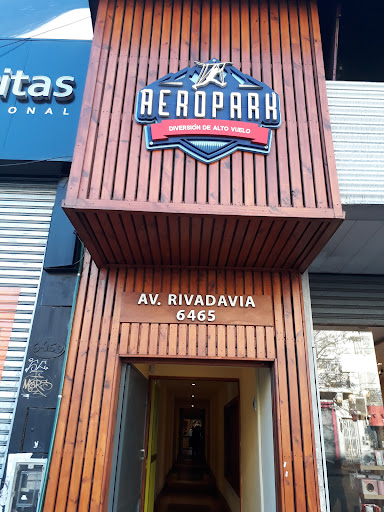 itas
ONAL
AEROPARK
DIVERSIÓN DE ALTO VUELO
AV. RIVADAVIA
6465